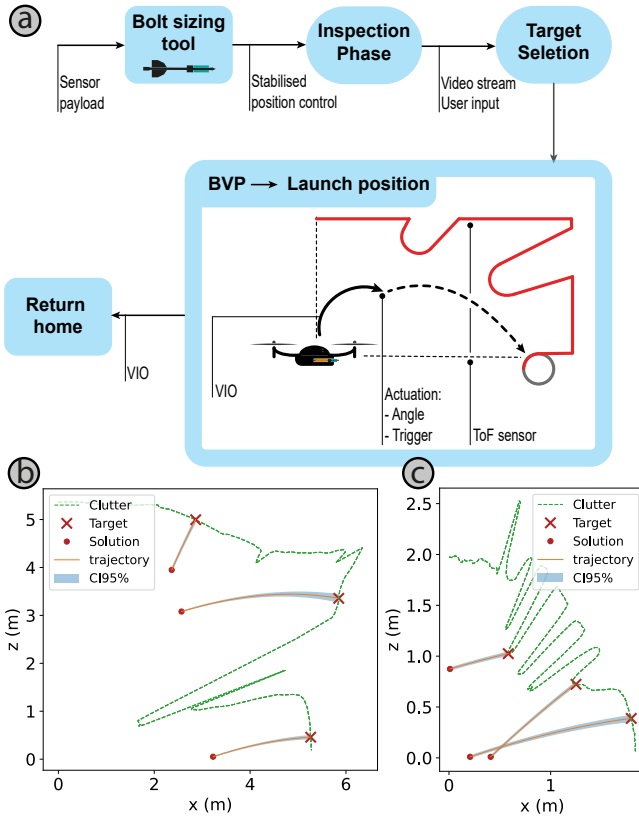 a
Bolt sizing
tool
Inspection
Phase
Target
Seletion
Sensor
payload
Stabilised
position control
Video stream
User input
BVP → Launch position
Return
home
VIO
VIO
Actuation:
- Angle
- Trigger
ToF sensor
b
Clutter
Target
Solution
trajectory
CI95%
5
4
3
2
1
0
z (m)
0
2
4
6
x (m)
c
Clutter
Target
Solution
trajectory
CI95%
2.5
2.0
1.5
1.0
0.5
0.0
z (m)
0
1
x (m)